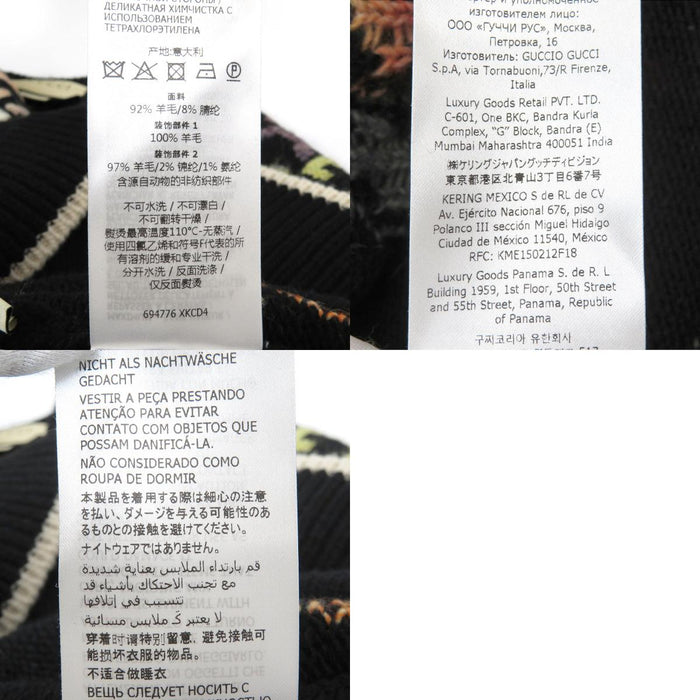 ДЕЛИКАТНАЯ ХИМЧИСТКА С
ИСПОЛЬЗОВАНИЕМ
ТЕТРАХЛОРЭТИЛЕНА
产地:意大利
面料
92% 羊毛/8% 腈纶
装饰部件 1
100% 羊毛
装饰部件 2
97% 羊毛/2% 锦纶/1% 氨纶
含源自动物的非纺织部件
不可水洗 / 不可漂白 /
不可翻转干燥 /
熨烫最高温度110°C-无蒸汽 /
使用四氯乙烯和符号F代表的所
有溶剂的缓和专业干洗 /
分开水洗 / 反面洗涤 /
仅反面熨烫
694776 XKCD4
изготовителем лицо:
ООО «ГУЧЧИ РУС», Москва,
Петровка, 16
Изготовитель: GUCCIO GUCCI
S.p.A, via Tornabuoni,73/R Firenze,
Italia
Luxury Goods Retail PVT. LTD.
C-601, One BKC, Bandra Kurla
Complex, "G" Block, Bandra (E)
Mumbai Maharashtra 400051 India
㈱ケリングジャパングッチディビジョン
東京都港区北青山3丁目6番7号
KERING MEXICO S de RL de CV
Av. Ejército Nacional 676, piso 9
Polanco III sección Miguel Hidalgo
Ciudad de México 11540, México
RFC: KME150212F18
Luxury Goods Panama S. de R. L
Building 1959, 1st Floor, 50th Street
and 55th Street, Panama, Republic
of Panama
구찌코리아 유한회사
NICHT ALS NACHTWÄSCHE
GEDACHT
VESTIR A PEÇA PRESTANDO
ATENÇÃO PARA EVITAR
CONTATO COM OBJETOS QUE
POSSAM DANIFICÁ-LA.
NÃO CONSIDERADO COMO
ROUPA DE DORMIR
本製品を着用する際は細心の注意
を払い、ダメージを与える可能性のあ
るものとの接触を避けてください。
ナイトウェアではありません。
قم بارتداء الملابس بعناية شديدة
مع تجنب الاحتكاك بأشياء قد
تتسبب في إتلافها
لا يعتبر كـ ملابس مسائية
穿着时请特别留意，避免接触可
能损坏衣服的物品。
不适合做睡衣
ВЕЩЬ СЛЕДУЕТ НОСИТЬ С